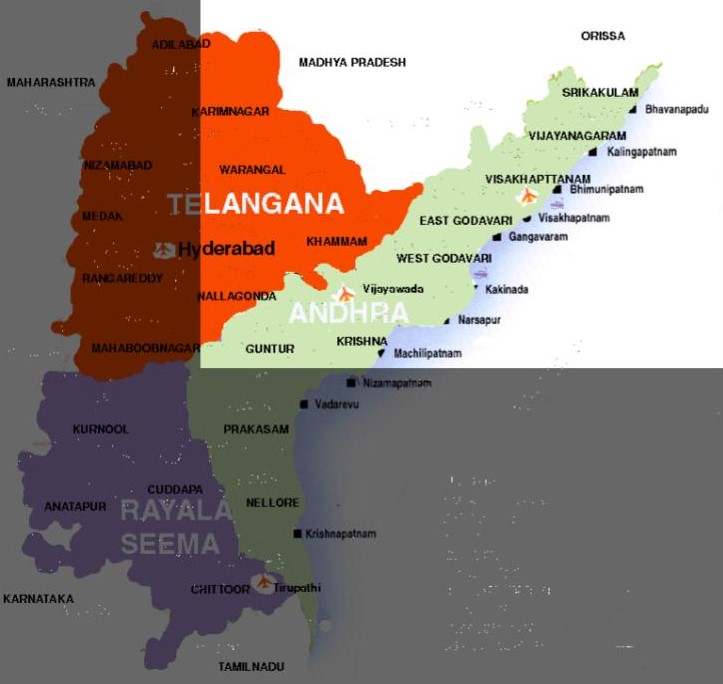 ORISSA
ADILABAD
MADHYA PRADESH
MAHARASHTRA
SRIKAKULAM
Bhavanapadu
KARIMNAGAR
VIJAYANAGARAM
Kalingapatnam
NIZAMABAD
WARANGAL
VISAKHAPTTANAM
Bhimunipatnam
TELANGANA
MEDAK
EAST GODAVARI
Visakhapatnam
Gangavaram
Hyderabad
KHAMMAM
WEST GODAVARI
RANGAREDDY
Vijayawada
Kakinada
NALLAGONDA
ANDHRA
Narsapur
KRISHNA
MAHABOOBNAGAR
GUNTUR
Machilipatnam
Nizamapatnam
Vadarevu
KURNOOL
PRAKASAM
CUDDAPA
ANATAPUR
NELLORE
RAYALA
SEEMA
Krishnapatnam
CHITTOOR
Tirupathi
KARNATAKA
TAMILNADU